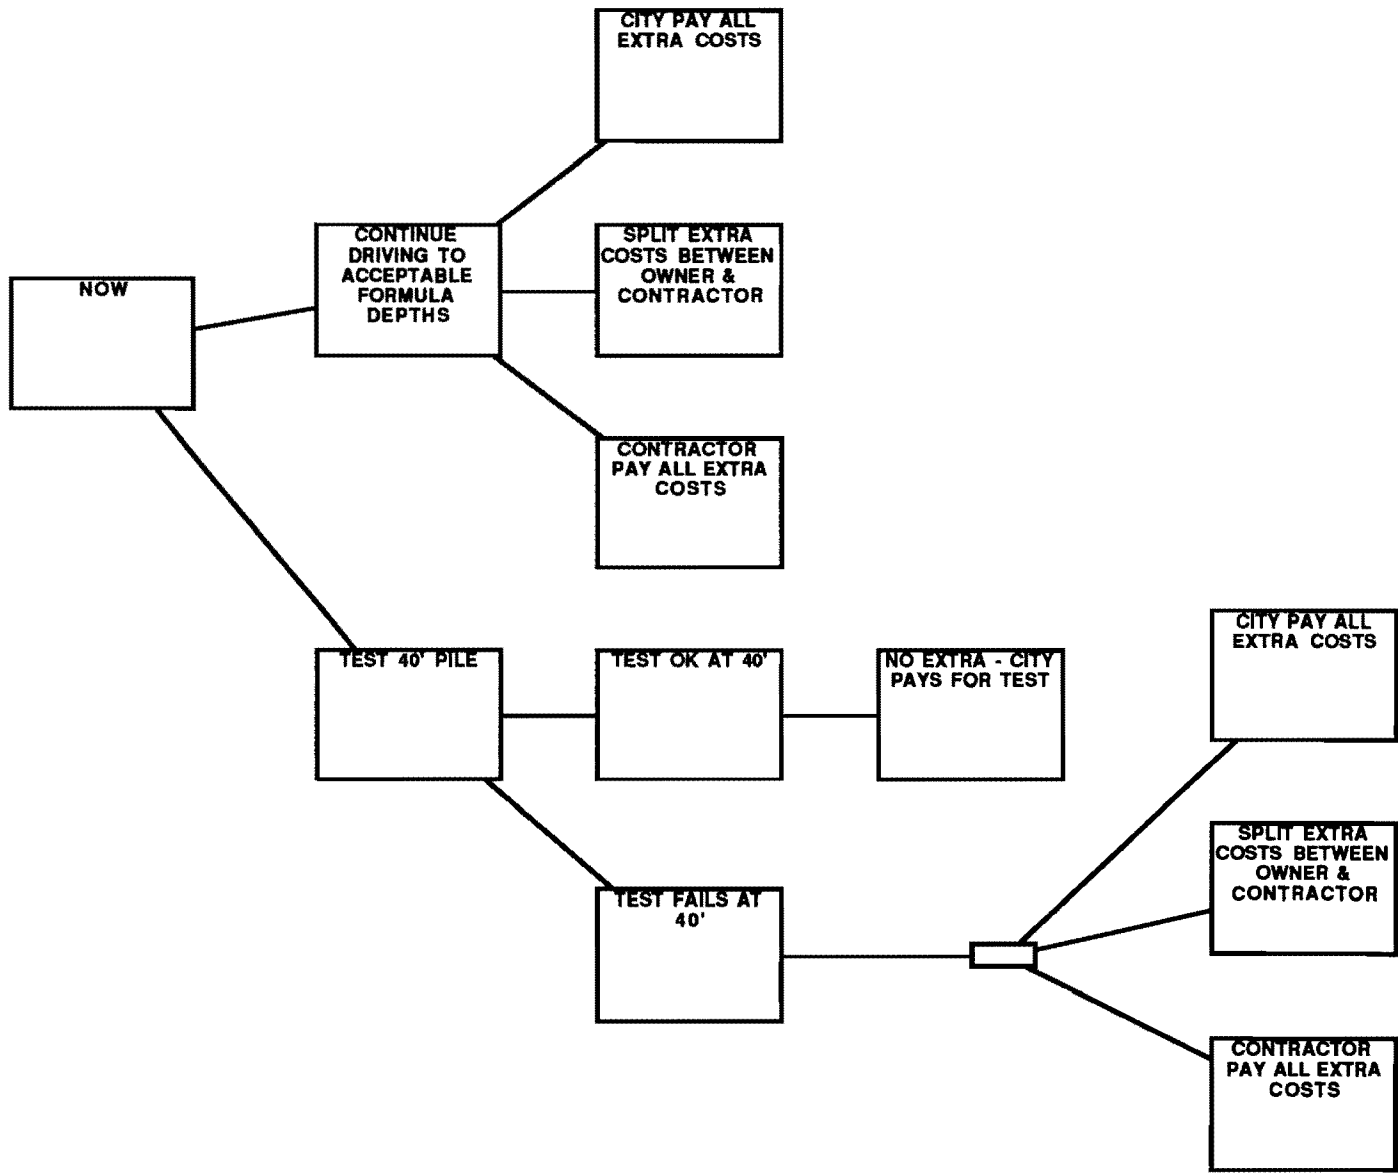 CITY PAY ALL
EXTRA COSTS
CONTINUE
DRIVING TO
ACCEPTABLE
FORMULA
DEPTHS
SPLIT EXTRA
COSTS BETWEEN
OWNER &
CONTRACTOR
NOW
CONTRACTOR
PAY ALL EXTRA
COSTS
TEST 40' PILE
TEST OK AT 40'
NO EXTRA - CITY
PAYS FOR TEST
CITY PAY ALL
EXTRA COSTS
TEST FAILS AT
40'
SPLIT EXTRA
COSTS BETWEEN
OWNER &
CONTRACTOR
CONTRACTOR
PAY ALL EXTRA
COSTS